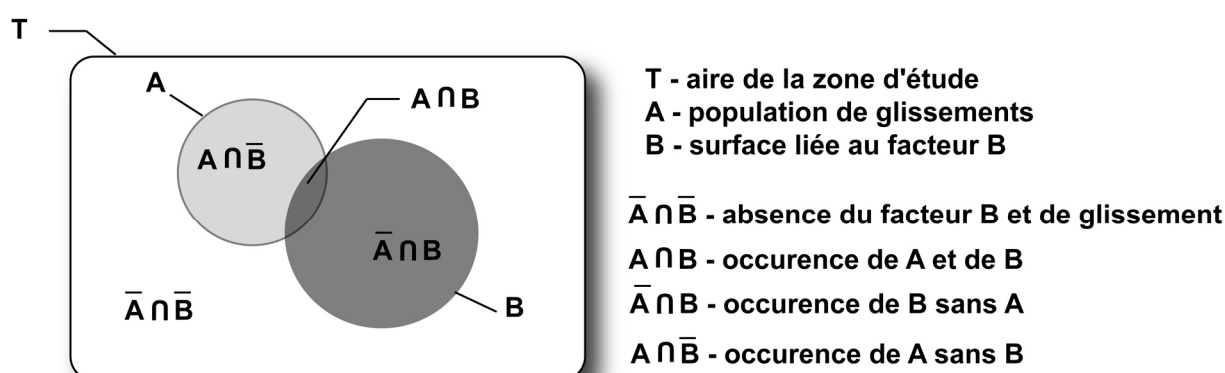 T
A
A ∩ B
A ∩ B̅
A̅ ∩ B
A̅ ∩ B̅
B
T - aire de la zone d'étude
A - population de glissements
B - surface liée au facteur B
A̅ ∩ B̅ - absence du facteur B et de glissement
A ∩ B - occurence de A et de B
A̅ ∩ B - occurence de B sans A
A ∩ B̅ - occurence de A sans B